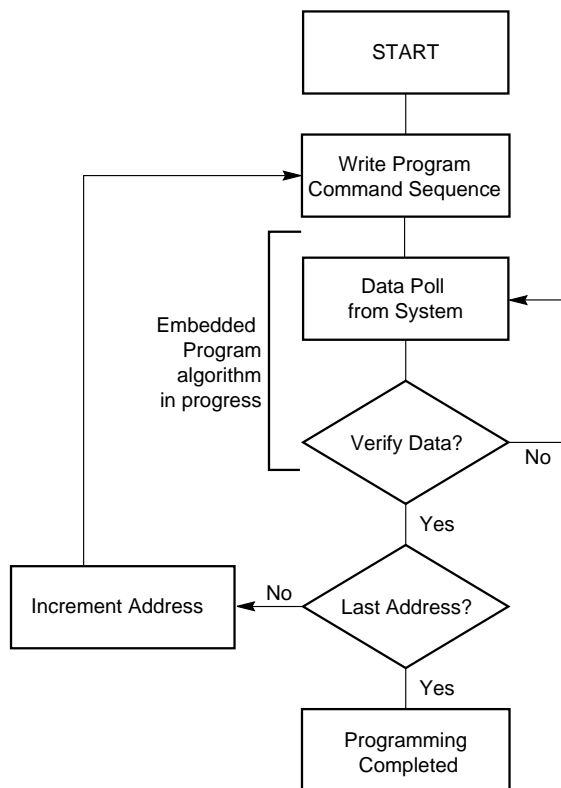 START
Write Program
Command Sequence
Data Poll
from System
Embedded
Program
algorithm
in progress
Verify Data?
No
Yes
No
Increment Address
Last Address?
Yes
Programming
Completed